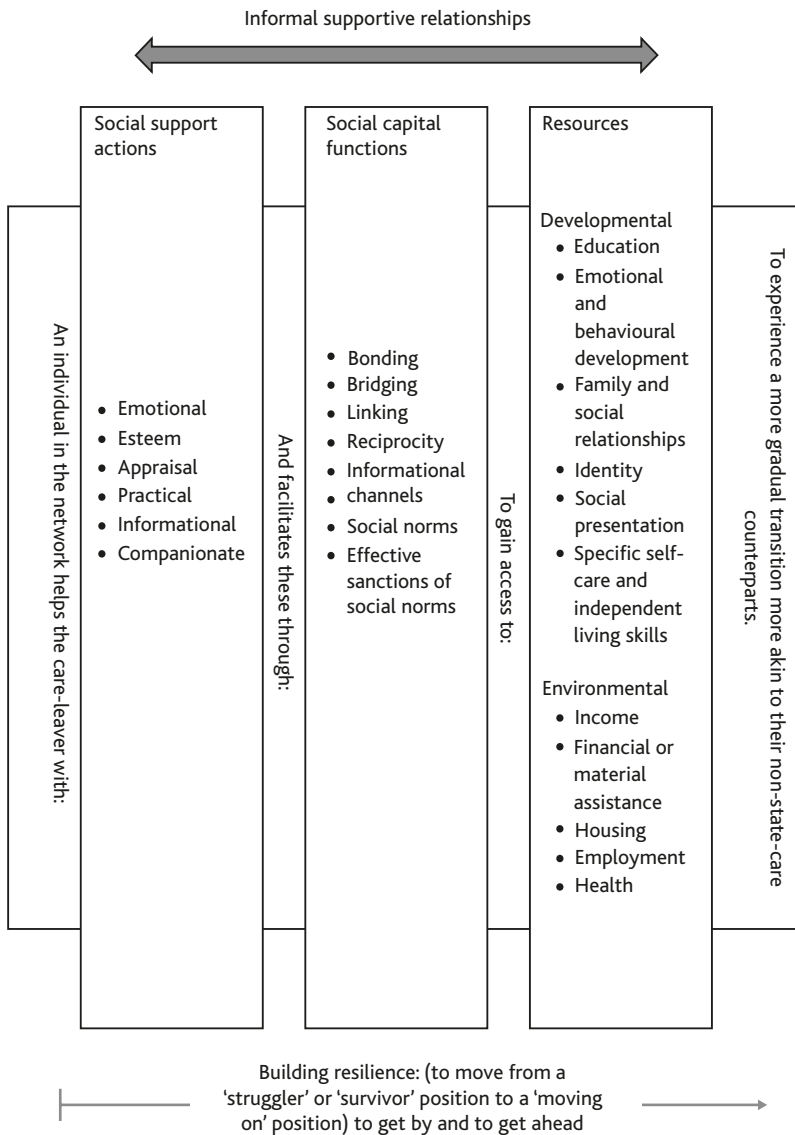 Informal supportive relationships
An individual in the network helps the care-leaver with:
Social support
actions
• Emotional
• Esteem
• Appraisal
• Practical
• Informational
• Companionate
And facilitates these through:
Social capital
functions
• Bonding
• Bridging
• Linking
• Reciprocity
• Informational
• channels
• Social norms
• Effective
sanctions of
social norms
To gain access to:
Resources
Developmental
• Education
• Emotional
and
behavioural
development
• Family and
social
relationships
• Identity
• Social
presentation
• Specific self-
care and
independent
living skills
Environmental
• Income
• Financial or
material
assistance
• Housing
• Employment
• Health
To experience a more gradual transition more akin to their non-state-care
counterparts.
Building resilience: (to move from a
‘struggler’ or ‘survivor’ position to a ‘moving
on’ position) to get by and to get ahead